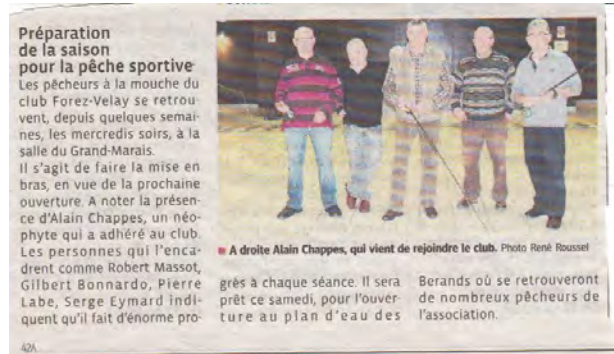 Préparation
de la saison
pour la pêche sportive
Les pêcheurs à la mouche du
club Forez-Velay se retrou-
vent, depuis quelques semai-
nes, les mercredis soirs, à la
salle du Grand-Marais.
Il s'agit de faire la mise en
bras, en vue de la prochaine
ouverture. A noter la présen-
ce d'Alain Chappes, un néo-
phyte qui a adhéré au club.
Les personnes qui l'enca-
drent comme Robert Massot,
Gilbert Bonnardo, Pierre
Labe, Serge Eymard indi-
quent qu'il fait d'énorme pro-
A droite Alain Chappes, qui vient de rejoindre le club. Photo René Roussel
grès à chaque séance. Il sera
prêt ce samedi, pour l'ouver-
ture au plan d'eau des
Berands où se retrouveront
de nombreux pêcheurs de
l'association.
42A